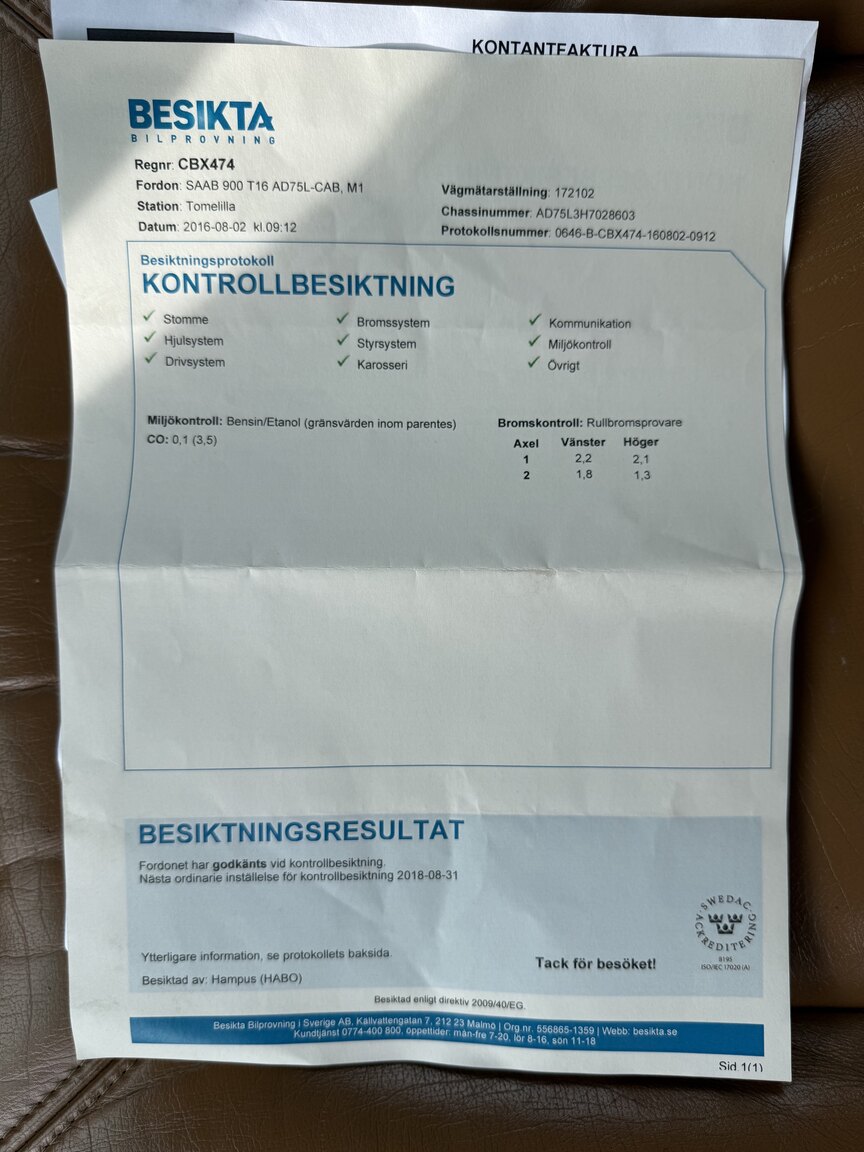 KONTANTFAKTURA
BESIKTA
BILPROVNING
Regnr: CBX474
Fordon: SAAB 900 T16 AD75L-CAB, M1
Station: Tomelilla
Datum: 2016-08-02 kl.09:12
Vägmätarställning: 172102
Chassinummer: AD75L3H7028603
Protokollsnummer: 0646-B-CBX474-160802-0912
Besiktningsprotokoll
KONTROLLBESIKTNING
Stomme
Hjulsystem
Drivsystem
Bromssystem
Styrsystem
Karosseri
Kommunikation
Miljökontroll
Övrigt
Miljökontroll: Bensin/Etanol (gränsvärden inom parentes)
CO: 0,1 (3,5)
Bromskontroll: Rullbromsprovare
Axel Vänster Höger
1 2,2 2,1
2 1,8 1,3
BESIKTNINGSRESULTAT
Fordonet har godkänts vid kontrollbesiktning.
Nästa ordinarie inställelse för kontrollbesiktning 2018-08-31
Ytterligare information, se protokollets baksida.
Besiktad av: Hampus (HABO)
Tack för besöket!
SWEDAC
ACKREDITERING
8195
ISO/IEC 17020 (A)
Besiktad enligt direktiv 2009/40/EG.
Besikta Bilprovning i Sverige AB, Källvattengatan 7, 212 23 Malmö | Org nr. 556865-1359 | Webb: besikta.se
Kundtjänst 0774-400 800, öppettider: mån-fre 7-20, lör 8-16, sön 11-18
Sid 1(1)